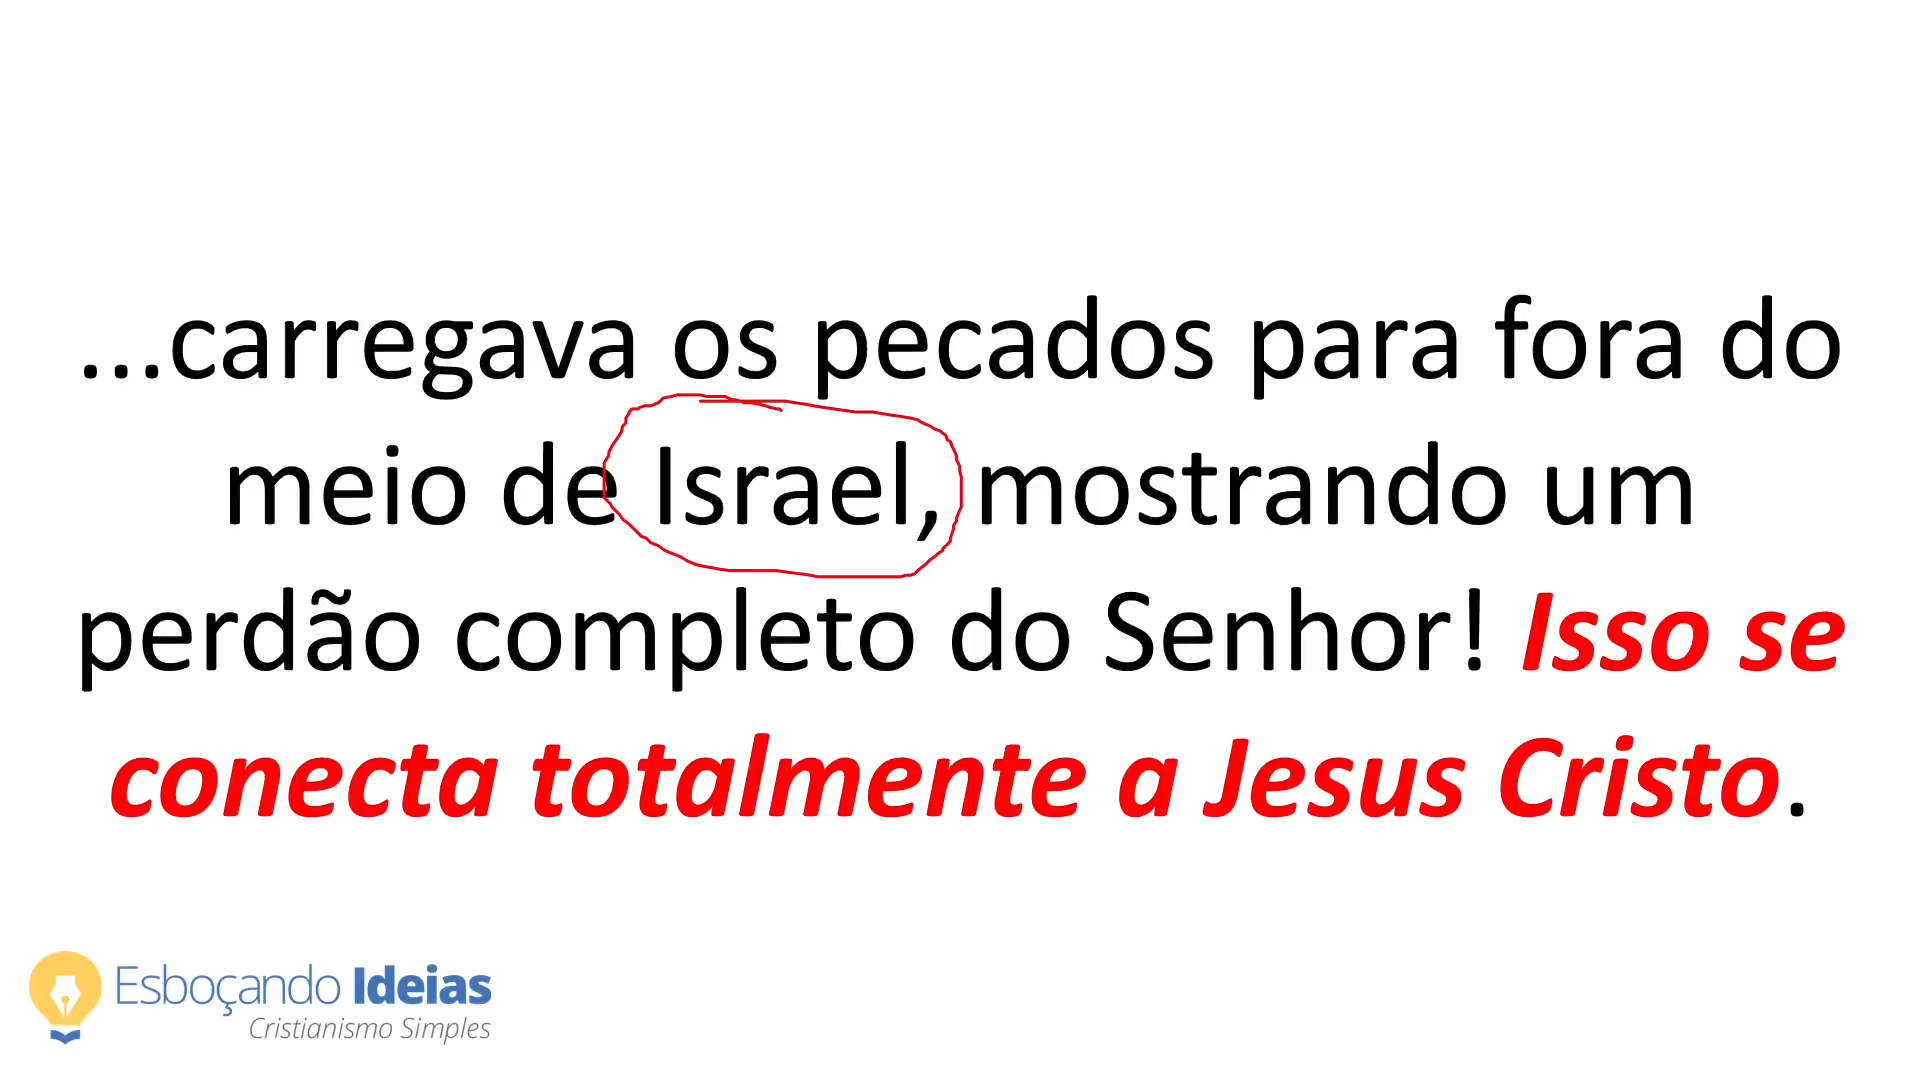 ...carregava os pecados para fora do
meio de Israel, mostrando um
perdão completo do Senhor! Isso se
conecta totalmente a Jesus Cristo.
Esboçando Ideias
Cristianismo Simples